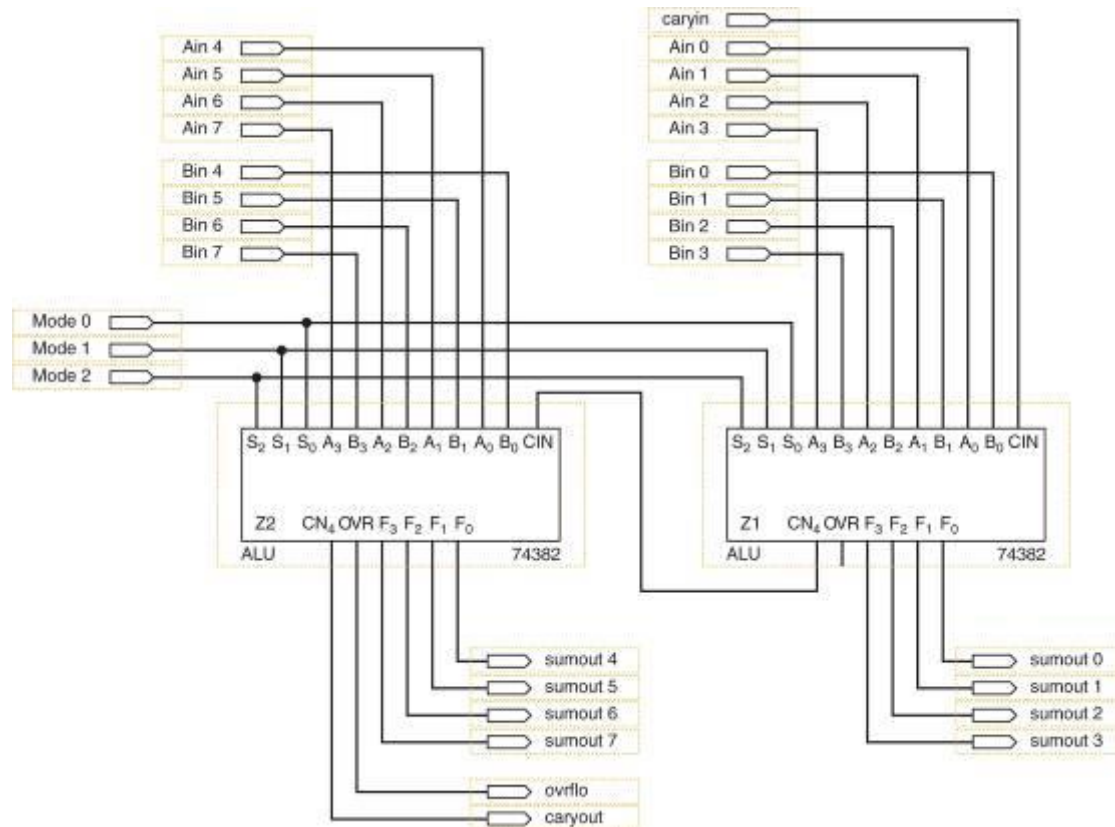 caryin
Ain 4
Ain 5
Ain 6
Ain 7
Ain 0
Ain 1
Ain 2
Ain 3
Bin 4
Bin 5
Bin 6
Bin 7
Bin 0
Bin 1
Bin 2
Bin 3
Mode 0
Mode 1
Mode 2
S₂ S₁ S₀ A₃ B₃ A₂ B₂ A₁ B₁ A₀ B₀ CIN
Z2 CN₄ OVR F₃ F₂ F₁ F₀
ALU 74382
S₂ S₁ S₀ A₃ B₃ A₂ B₂ A₁ B₁ A₀ B₀ CIN
Z1 CN₄ OVR F₃ F₂ F₁ F₀
ALU 74382
sumout 4
sumout 5
sumout 6
sumout 7
sumout 0
sumout 1
sumout 2
sumout 3
ovrflo
caryout